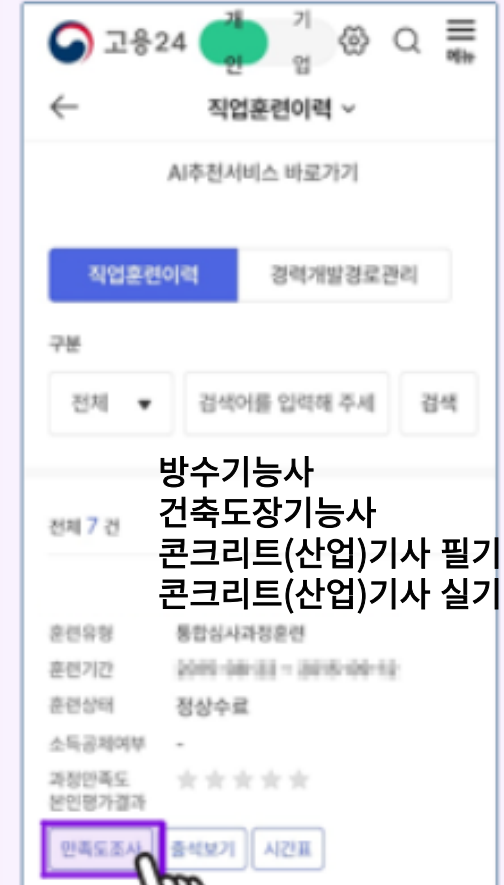 고용24
개인
기업
메뉴
직업훈련이력
AI추천서비스 바로가기
직업훈련이력 경력개발경로관리
구분
전체 검색어를 입력해 주세 검색
방수기능사
건축도장기능사
콘크리트(산업)기사 필기
콘크리트(산업)기사 실기
전체 7 건
훈련유형 통합심사과정훈련
훈련기간
훈련상태 정상수료
소득공제여부 -
과정만족도
본인평가결과
만족도조사 출석보기 시간표